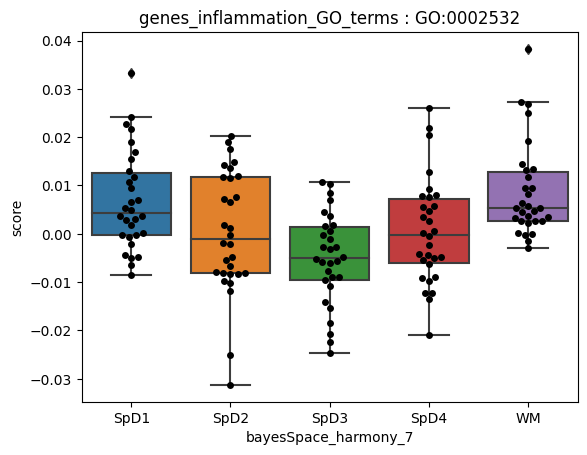 genes_inflammation_GO_terms : GO:0002532
0.04
0.03
0.02
0.01
0.00
−0.01
−0.02
−0.03
score
SpD1 SpD2 SpD3 SpD4 WM
bayesSpace_harmony_7